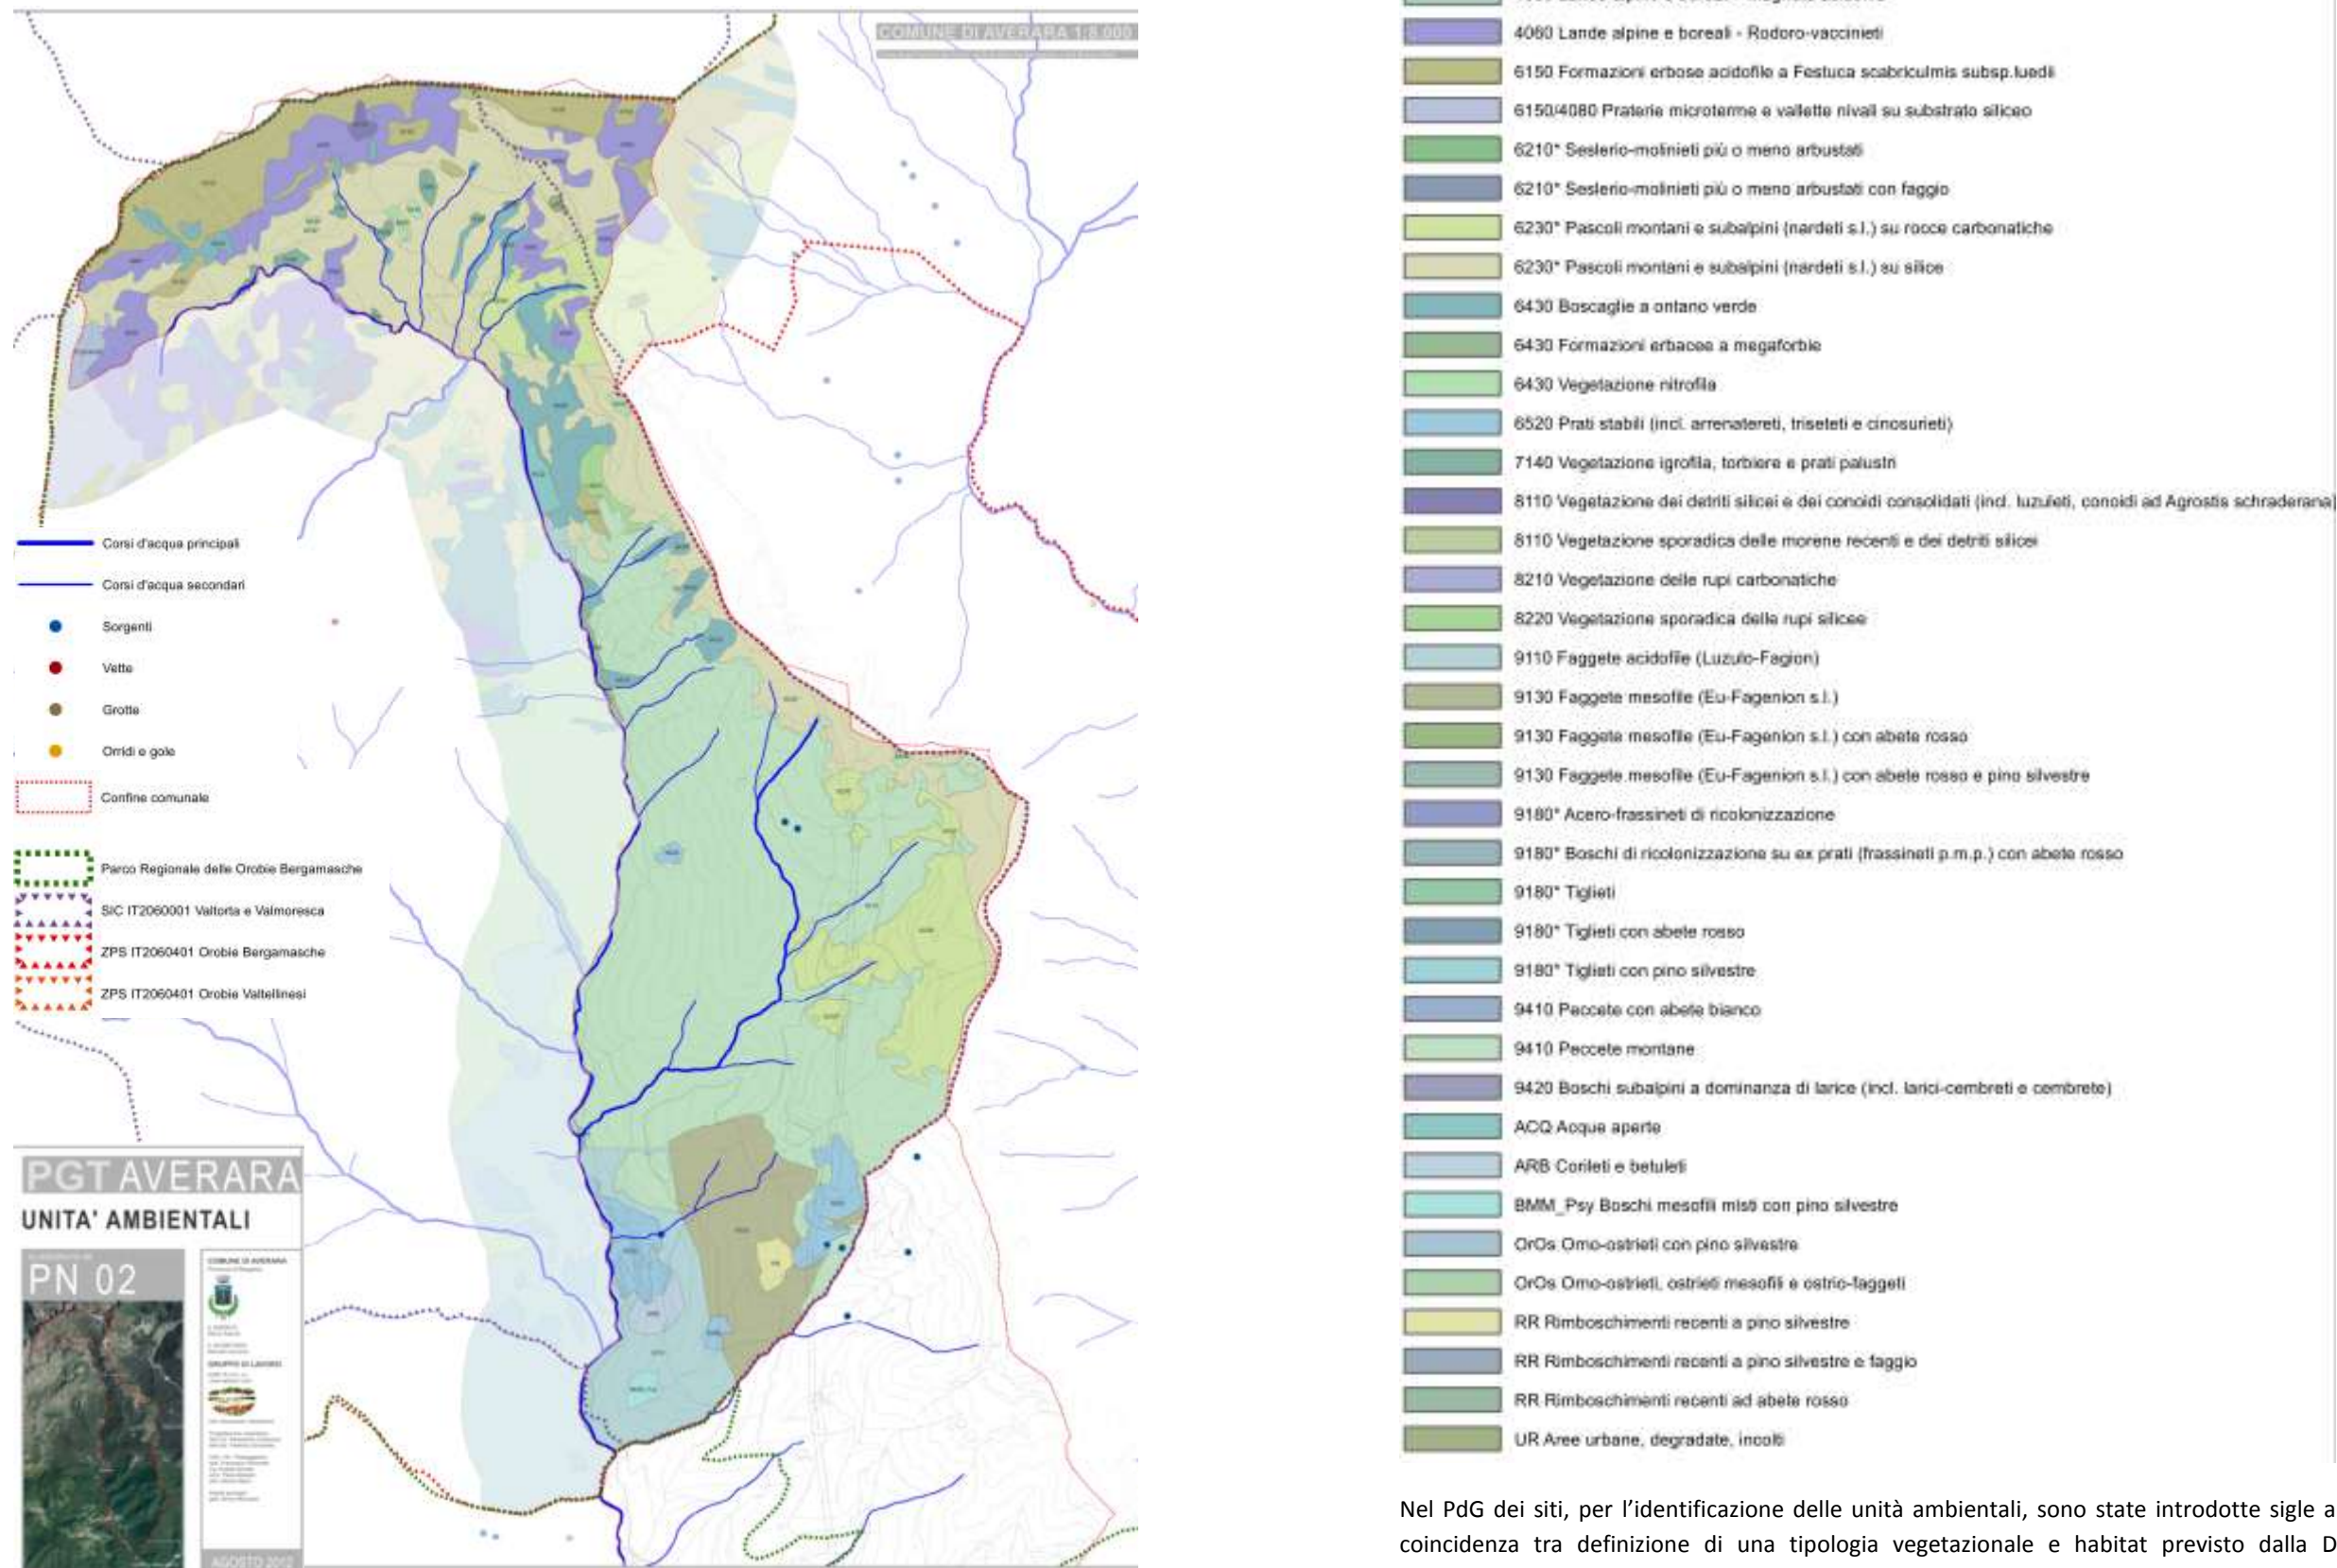 COMUNE DI AVERARA 1:8.000
Corsi d'acqua principali
Corsi d'acqua secondari
Sorgenti
Vette
Grotte
Orridi e gole
Confine comunale
Parco Regionale delle Orobie Bergamasche
SIC IT2060001 Valtorta e Valmoresca
ZPS IT2060401 Orobie Bergamasche
ZPS IT2060401 Orobie Valtellinesi
PGT AVERARA
UNITA' AMBIENTALI
PN 02
COMUNE DI AVERARA
GRUPPO DI LAVORO
AGOSTO 2012
4060 Lande alpine e boreali - Rodoro-vaccinieti
6150 Formazioni erbose acidofile a Festuca scabriculmis subsp.luedii
6150/4080 Praterie microterme e vallette nivali su substrato siliceo
6210* Seslerio-molinieti più o meno arbustati
6210* Seslerio-molinieti più o meno arbustati con faggio
6230* Pascoli montani e subalpini (nardeti s.l.) su rocce carbonatiche
6230* Pascoli montani e subalpini (nardeti s.l.) su silice
6430 Boscaglie a ontano verde
6430 Formazioni erbacee a megaforbie
6430 Vegetazione nitrofila
6520 Prati stabili (incl. arrenatereti, triseteti e cinosurieti)
7140 Vegetazione igrofila, torbiere e prati palustri
8110 Vegetazione dei detriti silicei e dei conoidi consolidati (incl. luzuleti, conoidi ad Agrostis schraderana)
8110 Vegetazione sporadica delle morene recenti e dei detriti silicei
8210 Vegetazione delle rupi carbonatiche
8220 Vegetazione sporadica delle rupi silicee
9110 Faggete acidofile (Luzulo-Fagion)
9130 Faggete mesofile (Eu-Fagenion s.l.)
9130 Faggete mesofile (Eu-Fagenion s.l.) con abete rosso
9130 Faggete mesofile (Eu-Fagenion s.l.) con abete rosso e pino silvestre
9180* Acero-frassineti di ricolonizzazione
9180* Boschi di ricolonizzazione su ex prati (frassineti p.m.p.) con abete rosso
9180* Tiglieti
9180* Tiglieti con abete rosso
9180* Tiglieti con pino silvestre
9410 Peccete con abete bianco
9410 Peccete montane
9420 Boschi subalpini a dominanza di larice (incl. larici-cembreti e cembrete)
ACQ Acque aperte
ARB Corileti e betuleti
BMM_Psy Boschi mesofili misti con pino silvestre
OrOs Orno-ostrieti con pino silvestre
OrOs Orno-ostrieti, ostrieti mesofili e ostrio-faggeti
RR Rimboschimenti recenti a pino silvestre
RR Rimboschimenti recenti a pino silvestre e faggio
RR Rimboschimenti recenti ad abete rosso
UR Aree urbane, degradate, incolti
Nel PdG dei siti, per l'identificazione delle unità ambientali, sono state introdotte sigle a
coincidenza tra definizione di una tipologia vegetazionale e habitat previsto dalla D